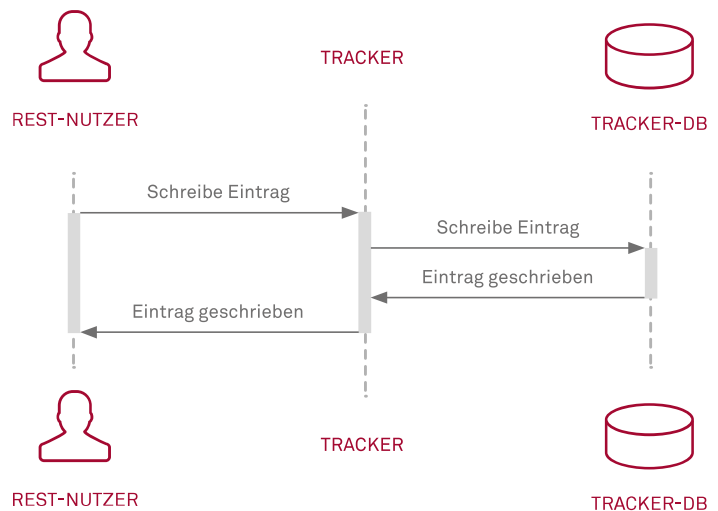 TRACKER
REST-NUTZER
TRACKER-DB
Schreibe Eintrag
Schreibe Eintrag
Eintrag geschrieben
Eintrag geschrieben
TRACKER
REST-NUTZER
TRACKER-DB